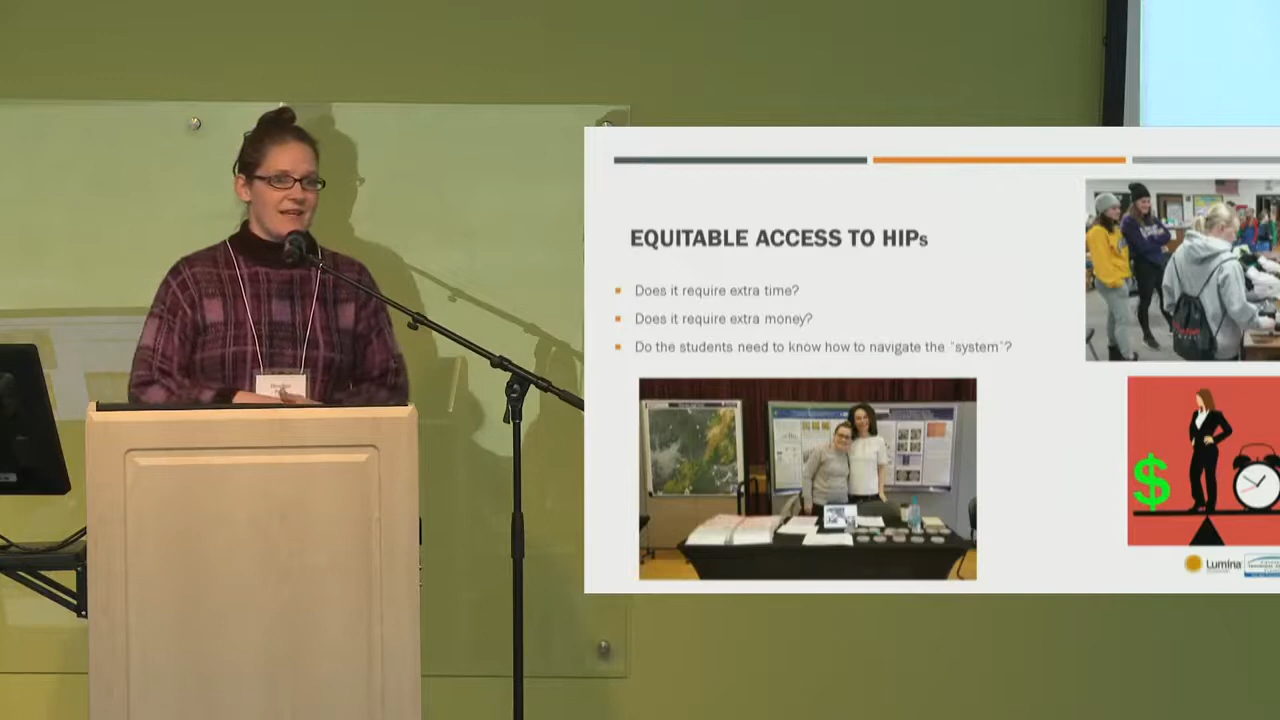 EQUITABLE ACCESS TO HIPs
Does it require extra time?
Does it require extra money?
Do the students need to know how to navigate the "system"?
$
Lumina